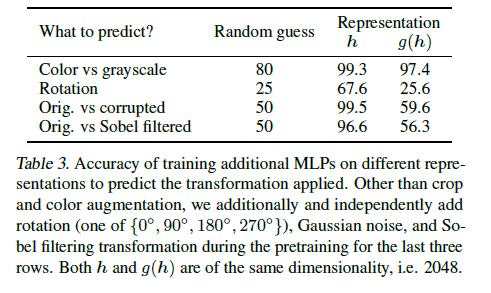 What to predict? Random guess Representation
h g(h)
Color vs grayscale 80 99.3 97.4
Rotation 25 67.6 25.6
Orig. vs corrupted 50 99.5 59.6
Orig. vs Sobel filtered 50 96.6 56.3
Table 3. Accuracy of training additional MLPs on different repre-
sentations to predict the transformation applied. Other than crop
and color augmentation, we additionally and independently add
rotation (one of {0°, 90°, 180°, 270°}), Gaussian noise, and So-
bel filtering transformation during the pretraining for the last three
rows. Both h and g(h) are of the same dimensionality, i.e. 2048.